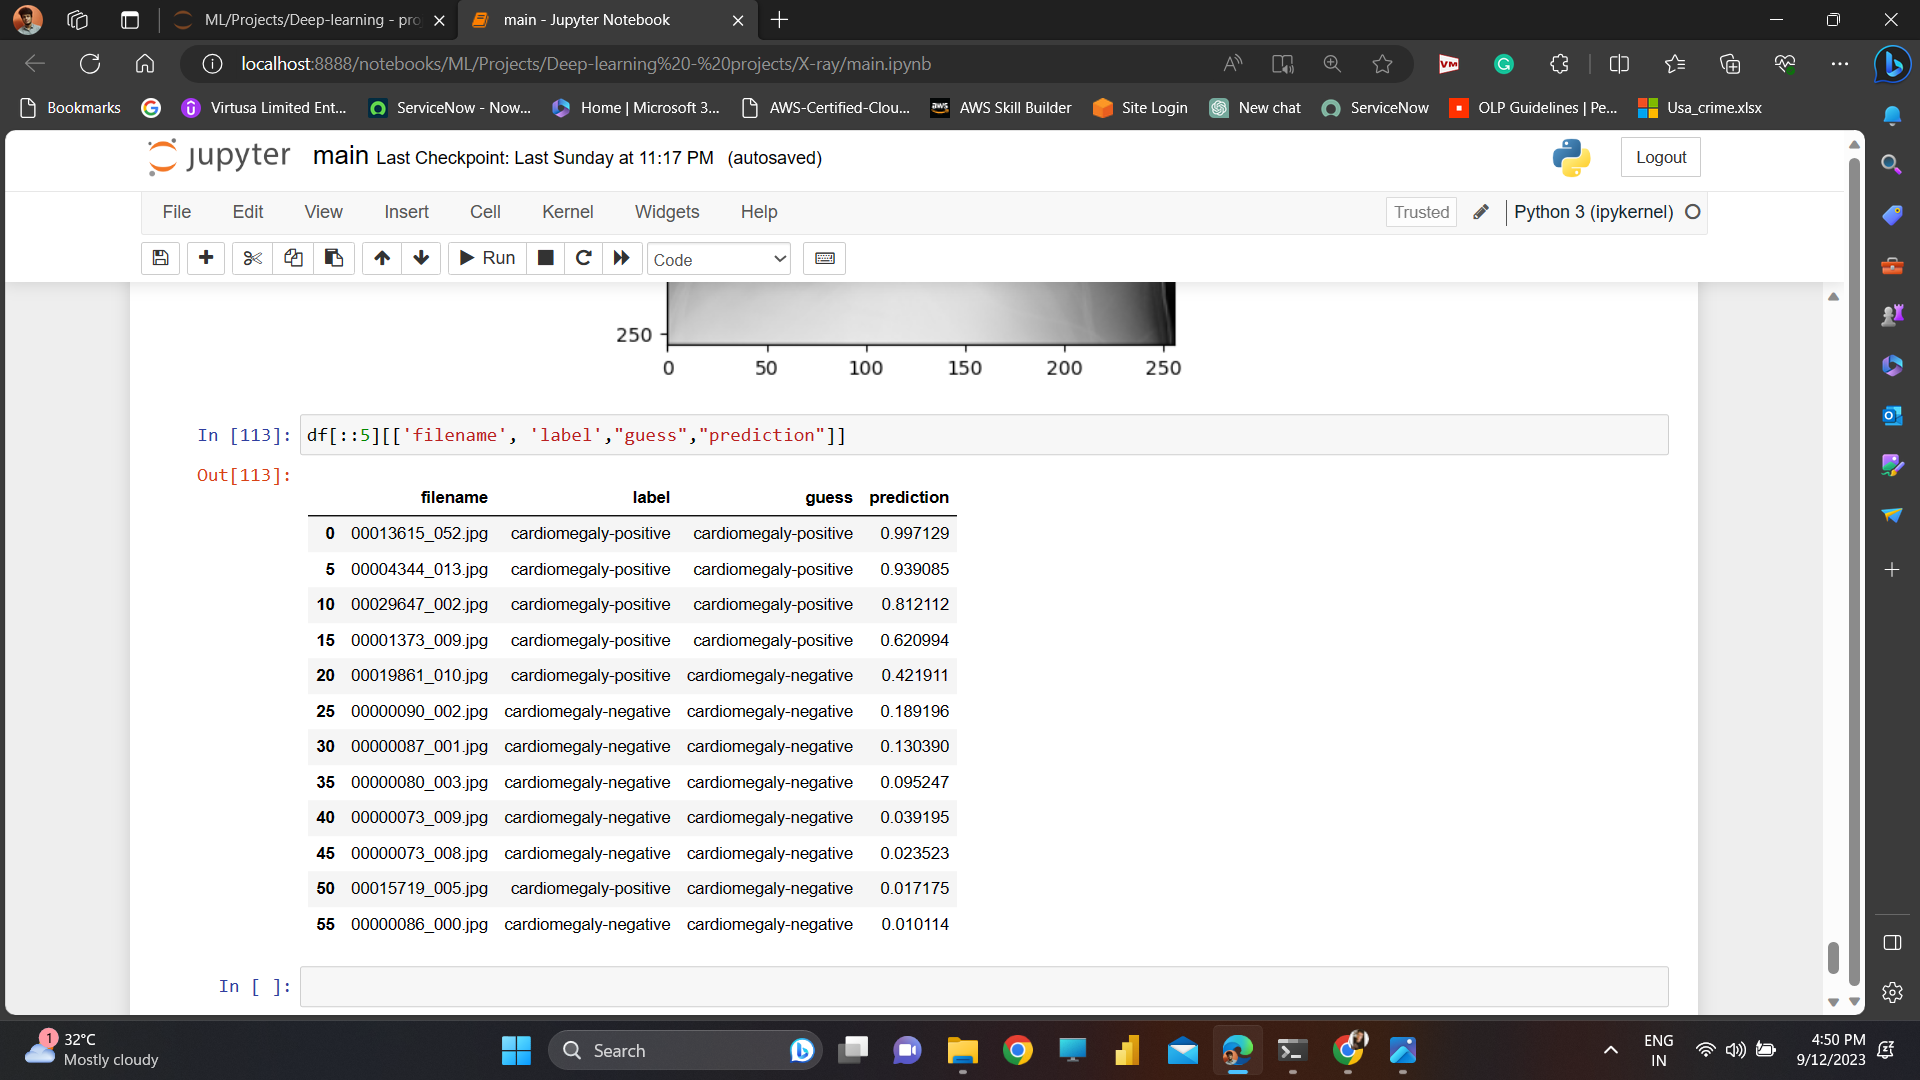 ML/Projects/Deep-learning - pro
main - Jupyter Notebook
localhost:8888/notebooks/ML/Projects/Deep-learning%20-%20projects/X-ray/main.ipynb
VM
Bookmarks
Virtusa Limited Ent...
ServiceNow - Now...
Home | Microsoft 3...
AWS-Certified-Clou...
aws AWS Skill Builder
Site Login
New chat
ServiceNow
OLP Guidelines | Pe...
Usa_crime.xlsx
jupyter main Last Checkpoint: Last Sunday at 11:17 PM (autosaved)
Logout
File Edit View Insert Cell Kernel Widgets Help
Trusted
Python 3 (ipykernel)
Run
Code
250
0 50 100 150 200 250
In [113]: df[::5][['filename', 'label',"guess","prediction"]]
Out[113]:
filename label guess prediction
0 00013615_052.jpg cardiomegaly-positive cardiomegaly-positive 0.997129
5 00004344_013.jpg cardiomegaly-positive cardiomegaly-positive 0.939085
10 00029647_002.jpg cardiomegaly-positive cardiomegaly-positive 0.812112
15 00001373_009.jpg cardiomegaly-positive cardiomegaly-positive 0.620994
20 00019861_010.jpg cardiomegaly-positive cardiomegaly-negative 0.421911
25 00000090_002.jpg cardiomegaly-negative cardiomegaly-negative 0.189196
30 00000087_001.jpg cardiomegaly-negative cardiomegaly-negative 0.130390
35 00000080_003.jpg cardiomegaly-negative cardiomegaly-negative 0.095247
40 00000073_009.jpg cardiomegaly-negative cardiomegaly-negative 0.039195
45 00000073_008.jpg cardiomegaly-negative cardiomegaly-negative 0.023523
50 00015719_005.jpg cardiomegaly-positive cardiomegaly-negative 0.017175
55 00000086_000.jpg cardiomegaly-negative cardiomegaly-negative 0.010114
In [ ]:
1
32°C
Mostly cloudy
Search
ENG
IN
4:50 PM
9/12/2023